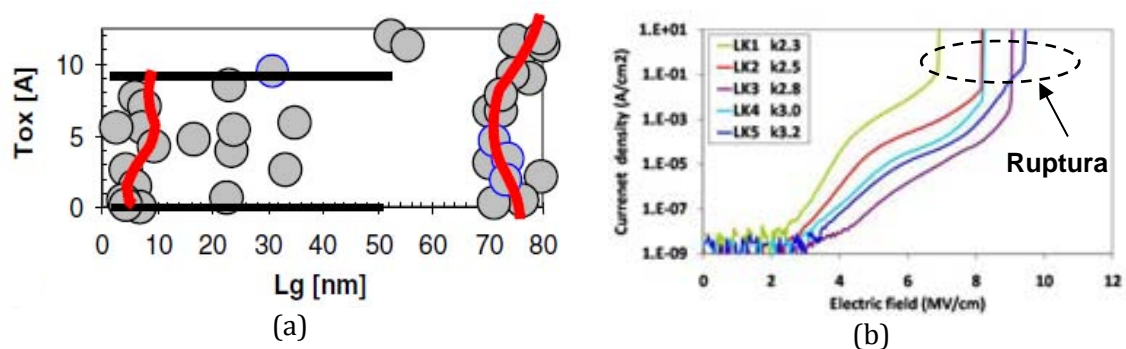 Tox [A]
10
5
0
0 10 20 30 40 50 60 70 80
Lg [nm]
(a)
Currenet density (A/cm2)
1.E+01
1.E-01
1.E-03
1.E-05
1.E-07
1.E-09
LK1 k2.3
LK2 k2.5
LK3 k2.8
LK4 k3.0
LK5 k3.2
Ruptura
0 2 4 6 8 10 12
Electric field (MV/cm)
(b)